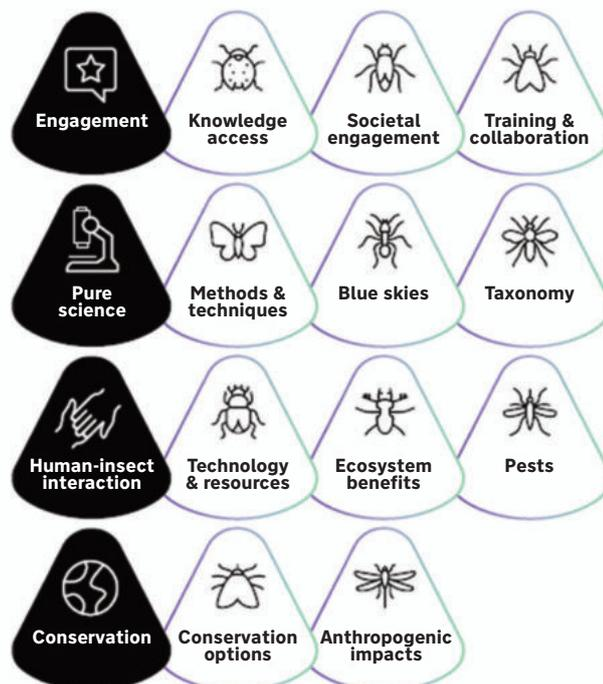 Engagement
Knowledge
access
Societal
engagement
Training &
collaboration
Pure
science
Methods &
techniques
Blue skies
Taxonomy
Human-insect
interaction
Technology
& resources
Ecosystem
benefits
Pests
Conservation
Conservation
options
Anthropogenic
impacts